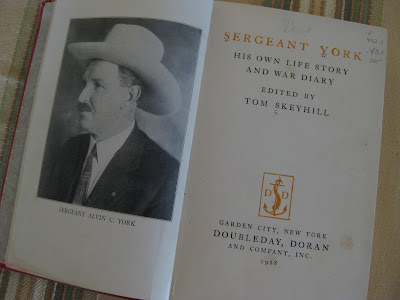 SERGEANT ALVIN C. YORK
SERGEANT YORK
HIS OWN LIFE STORY
AND WAR DIARY
EDITED BY
TOM SKEYHILL
D D
GARDEN CITY, NEW YORK
DOUBLEDAY, DORAN
AND COMPANY, INC.
1928